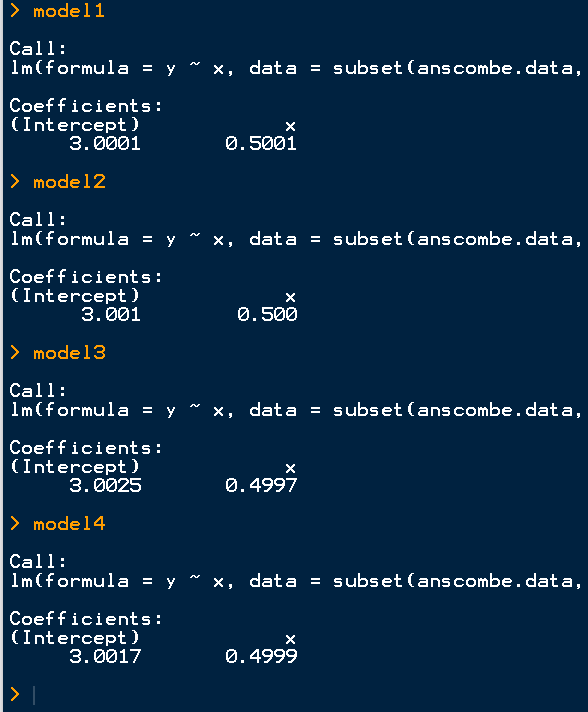 > model1
Call:
lm(formula = y ~ x, data = subset(anscombe.data,
Coefficients:
(Intercept)            x
     3.0001       0.5001
> model2
Call:
lm(formula = y ~ x, data = subset(anscombe.data,
Coefficients:
(Intercept)            x
      3.001        0.500
> model3
Call:
lm(formula = y ~ x, data = subset(anscombe.data,
Coefficients:
(Intercept)            x
     3.0025       0.4997
> model4
Call:
lm(formula = y ~ x, data = subset(anscombe.data,
Coefficients:
(Intercept)            x
     3.0017       0.4999
>